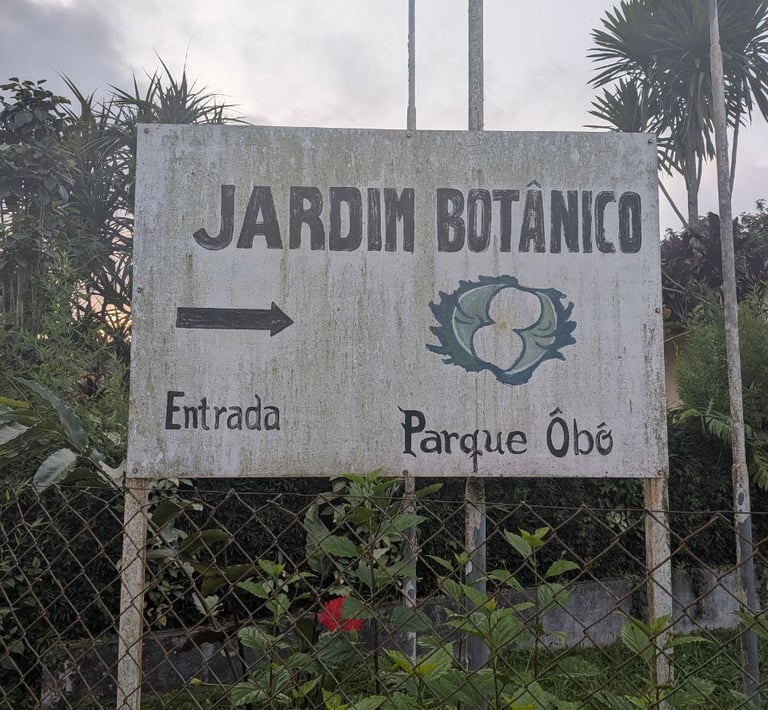 JARDIM BOTÂNICO
Entrada
Parque Ôbô